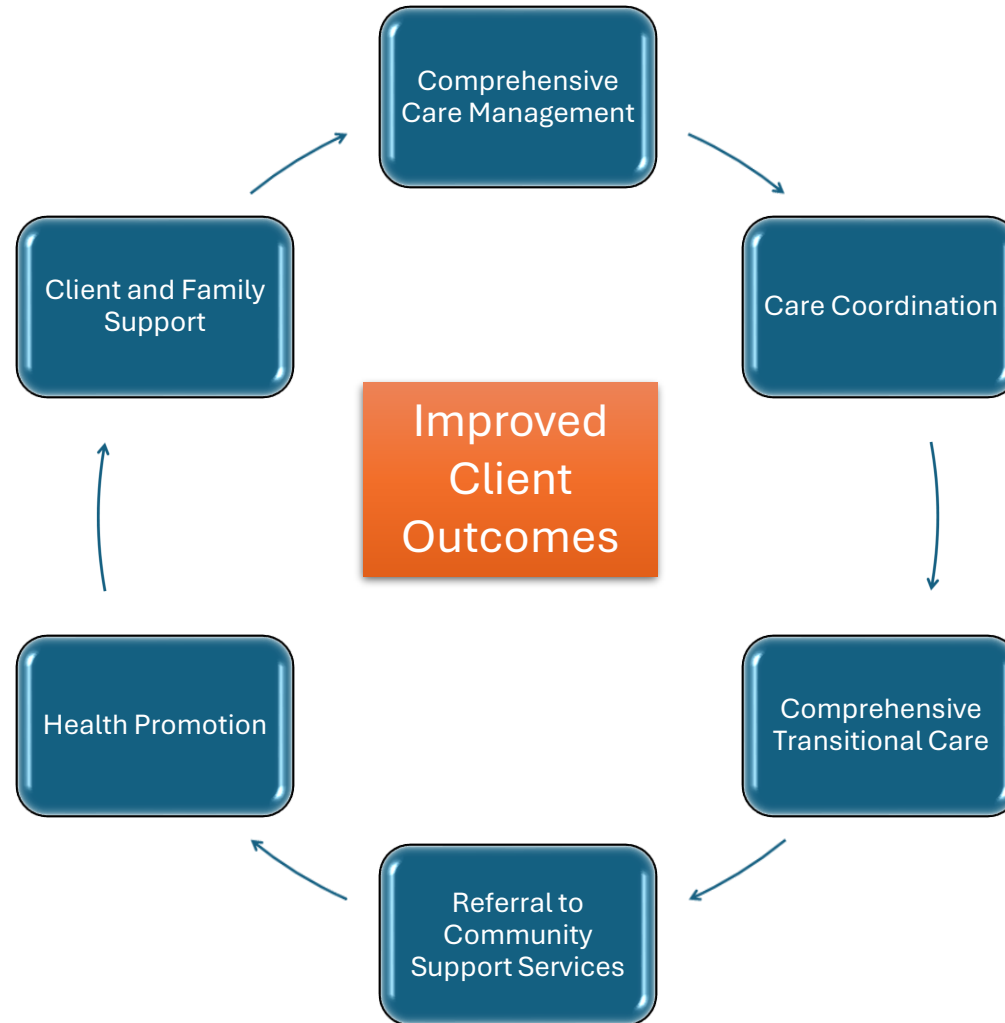 Comprehensive
Care Management
Client and Family
Support
Care Coordination
Improved
Client
Outcomes
Health Promotion
Comprehensive
Transitional Care
Referral to
Community
Support Services